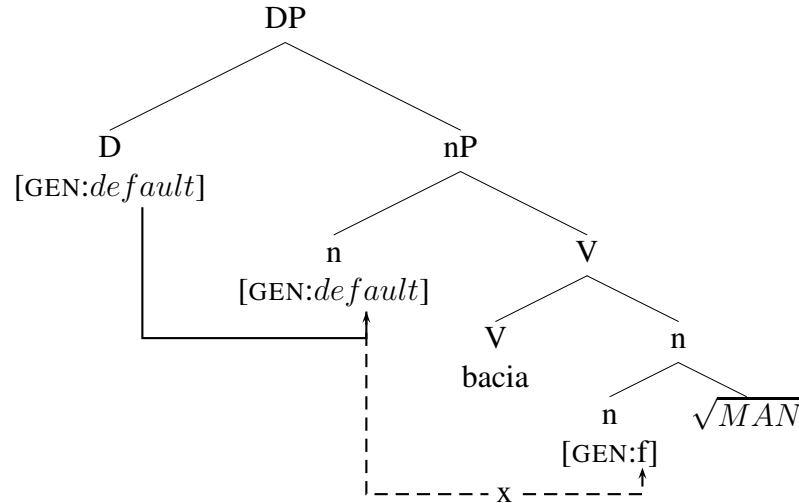 DP
D nP
[GEN:default]
n V
[GEN:default]
V n
bacia
n √MAN
[GEN:f]
x